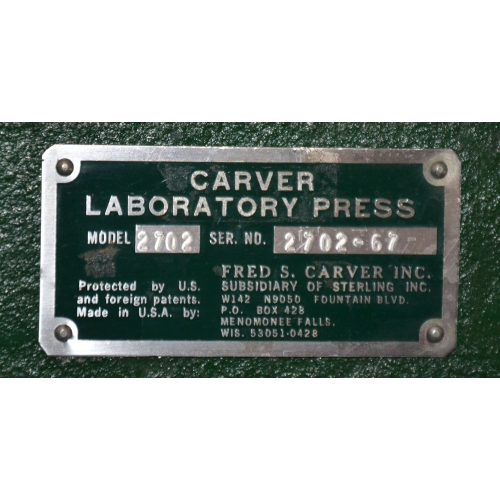 CARVER
LABORATORY PRESS
MODEL 2702 SER. NO. 2702-67
Protected by U.S.
and foreign patents.
Made in U.S.A. by:
FRED S. CARVER INC.
SUBSIDIARY OF STERLING INC.
W142 N9050 FOUNTAIN BLVD.
P.O. BOX 428
MENOMONEE FALLS,
WIS. 53051-0428